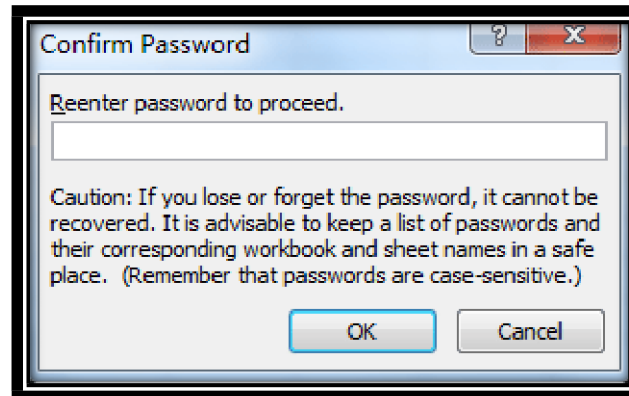 Confirm Password
?
X
Reenter password to proceed.
Caution: If you lose or forget the password, it cannot be
recovered. It is advisable to keep a list of passwords and
their corresponding workbook and sheet names in a safe
place.  (Remember that passwords are case-sensitive.)
OK
Cancel